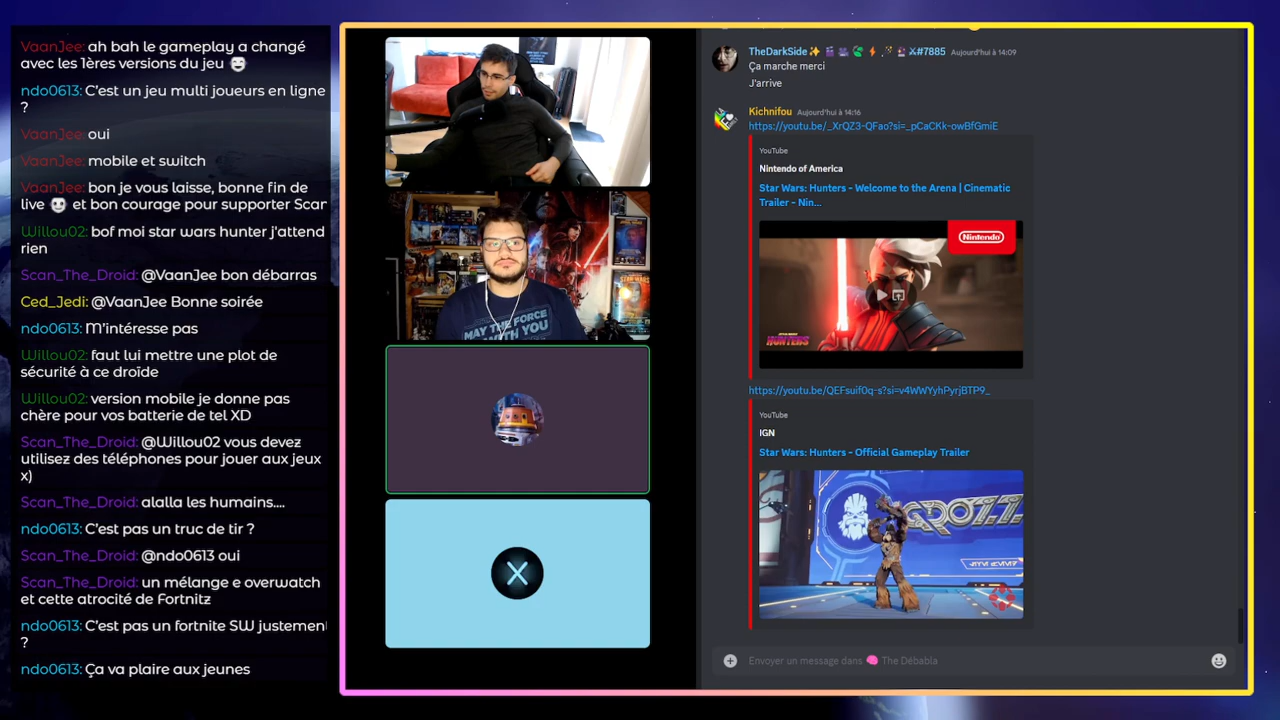 VaanJee: ah bah le gameplay a changé
avec les 1ères versions du jeu
ndo0613: C'est un jeu multi joueurs en ligne
?
VaanJee: oui
VaanJee: mobile et suitch
VaanJee: bon je vous laisse, bonne fin de
live et bon courage pour supporter Scan
Willou02: bof moi star wars hunter j'attend
rien
Scan_The_Droid: @VaanJee bon débarras
Ced_Jedi: @VaanJee Bonne soirée
ndo0613: M'intéresse pas
Willou02: faut lui mettre une plot de
sécurité à ce droïde
Willou02: version mobile je donne pas
chère pour vos batterie de tel XD
Scan_The_Droid: @Willou02 vous devez
utilisez des téléphones pour jouer aux jeux
x)
Scan_The_Droid: alalla les humains....
ndo0613: C'est pas un truc de tir ?
Scan_The_Droid: @ndo0613 oui
Scan_The_Droid: un mélange e overwatch
et cette atrocité de Fortnitz
ndo0613: C'est pas un fortnite SW justement
?
ndo0613: Ça va plaire aux jeunes
MAY THE FORCE
WITH YOU
TheDarkSide #7885 Aujourd'hui à 14:09
Ça marche merci
J'arrive
Kichnifou Aujourd'hui à 14:16
https://youtu.be/_XrQZ3-QFao?si=_pCaCKk-owBfGmiE
YouTube
Nintendo of America
Star Wars: Hunters - Welcome to the Arena | Cinematic
Trailer - Nin...
Nintendo
HUNTERS
https://youtu.be/QEFsuif0q-s?si=v4WWYyhPyrjBTP9_
YouTube
IGN
Star Wars: Hunters - Official Gameplay Trailer
GROZZ
Envoyer un message dans 🧠 The Débabla